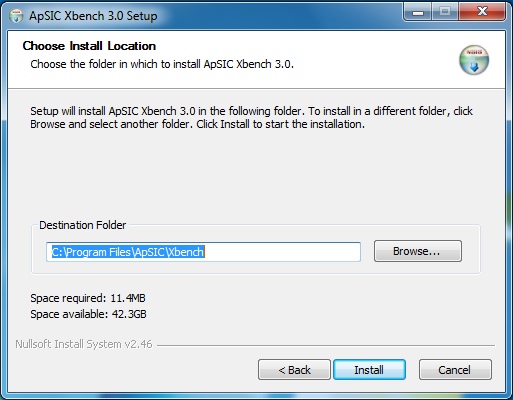 ApSIC Xbench 3.0 Setup
Choose Install Location
Choose the folder in which to install ApSIC Xbench 3.0.
Setup will install ApSIC Xbench 3.0 in the following folder. To install in a different folder, click
Browse and select another folder. Click Install to start the installation.
Destination Folder
C:\Program Files\ApSIC\Xbench
Browse...
Space required: 11.4MB
Space available: 42.3GB
Nullsoft Install System v2.46
< Back
Install
Cancel